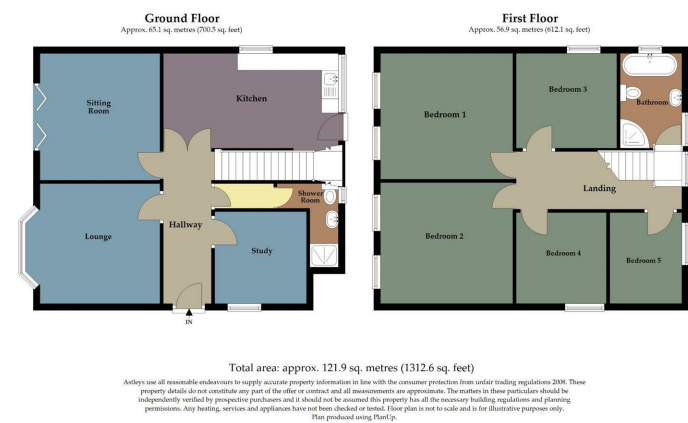 Ground Floor
Approx. 65.1 sq. metres (700.5 sq. feet)
Sitting
Room
Kitchen
Shower
Room
Lounge
Hallway
Study
IN
First Floor
Approx. 56.9 sq. metres (612.1 sq. feet)
Bedroom 1
Bedroom 3
Bathroom
Landing
Bedroom 2
Bedroom 4
Bedroom 5
Total area: approx. 121.9 sq. metres (1312.6 sq. feet)
Astleys use all reasonable endeavours to supply accurate property information in line with the consumer protection from unfair trading regulations 2008. These
property details do not constitute any part of the offer or contract and all measurements are approximate. The matters in these particulars should be
independently verified by prospective purchasers and it should not be assumed this property has all the necessary building regulations and planning
permissions. Any heating, services and appliances have not been checked or tested. Floor plan is not to scale and is for illustrative purposes only.
Plan produced using PlanUp.